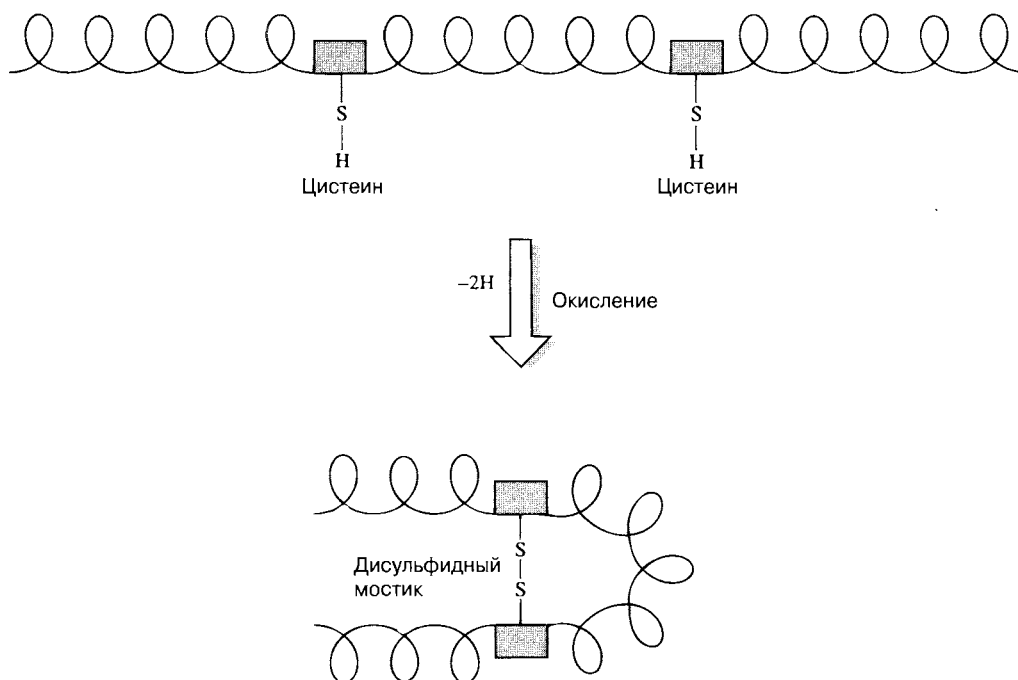 S
H
Цистеин
S
H
Цистеин
–2H
Окисление
S
S
Дисульфидный
мостик